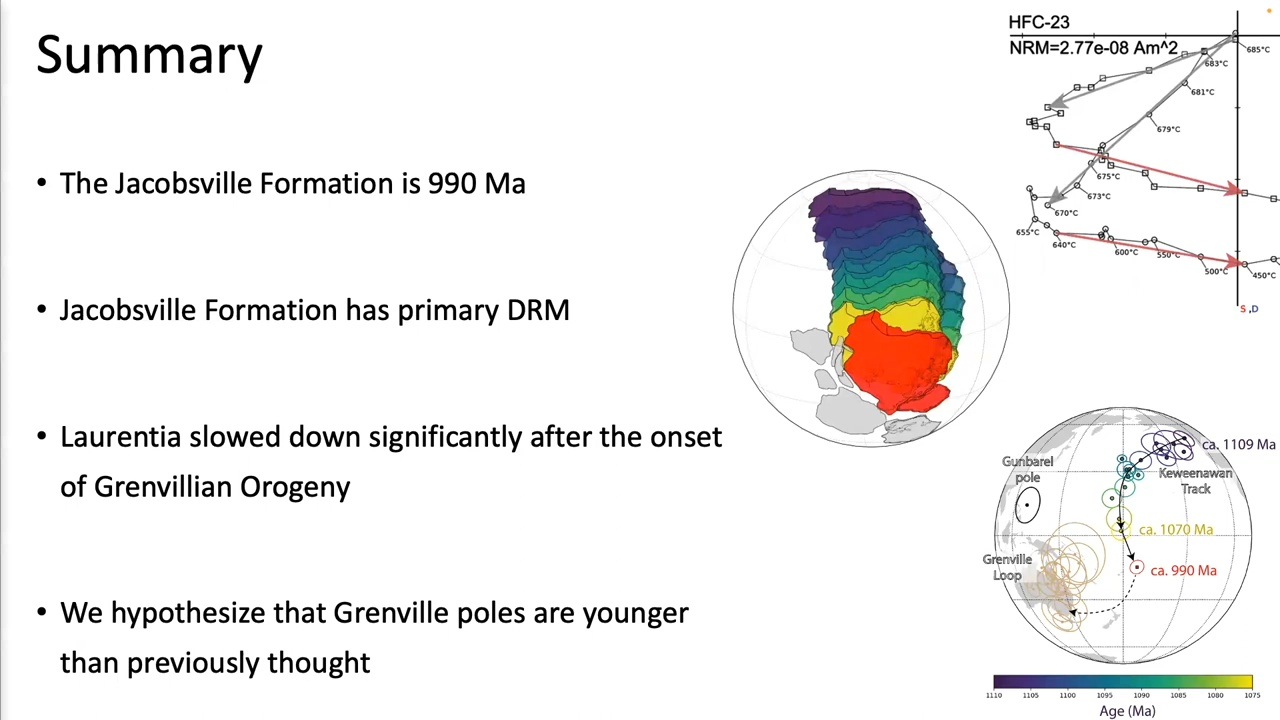 Summary
• The Jacobsville Formation is 990 Ma
• Jacobsville Formation has primary DRM
• Laurentia slowed down significantly after the onset
of Grenvillian Orogeny
• We hypothesize that Grenville poles are younger
than previously thought
HFC-23
NRM=2.77e-08 Am^2
685°C
683°C
681°C
679°C
675°C
673°C
670°C
655°C
640°C
600°C
550°C
500°C
450°C
S ,D
ca. 1109 Ma
Gunbarel
pole
Keweenawan
Track
ca. 1070 Ma
Grenville
Loop
ca. 990 Ma
1110 1105 1100 1095 1090 1085 1080 1075
Age (Ma)